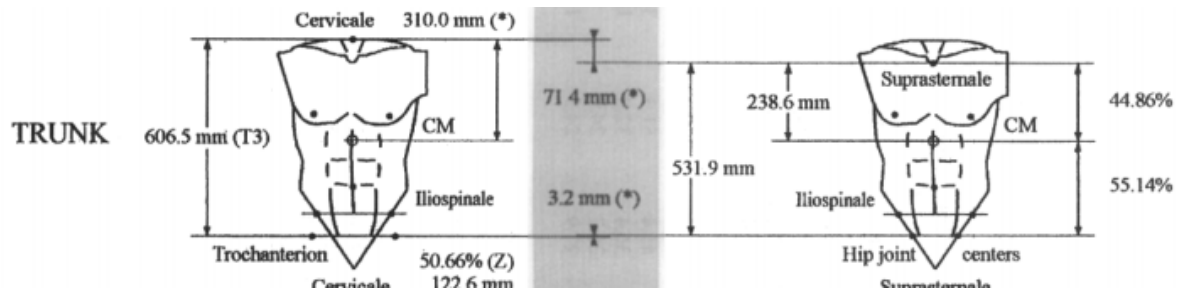 Cervicale 310.0 mm (*)
Suprasternale
71 4 mm (*)
238.6 mm
44.86%
CM
CM
TRUNK
606.5 mm (T3)
531.9 mm
55.14%
Iliospinale
3.2 mm (*)
Iliospinale
Trochanterion
Hip joint centers
50.66% (Z)
Cervicale 122.6 mm
Suprasternale